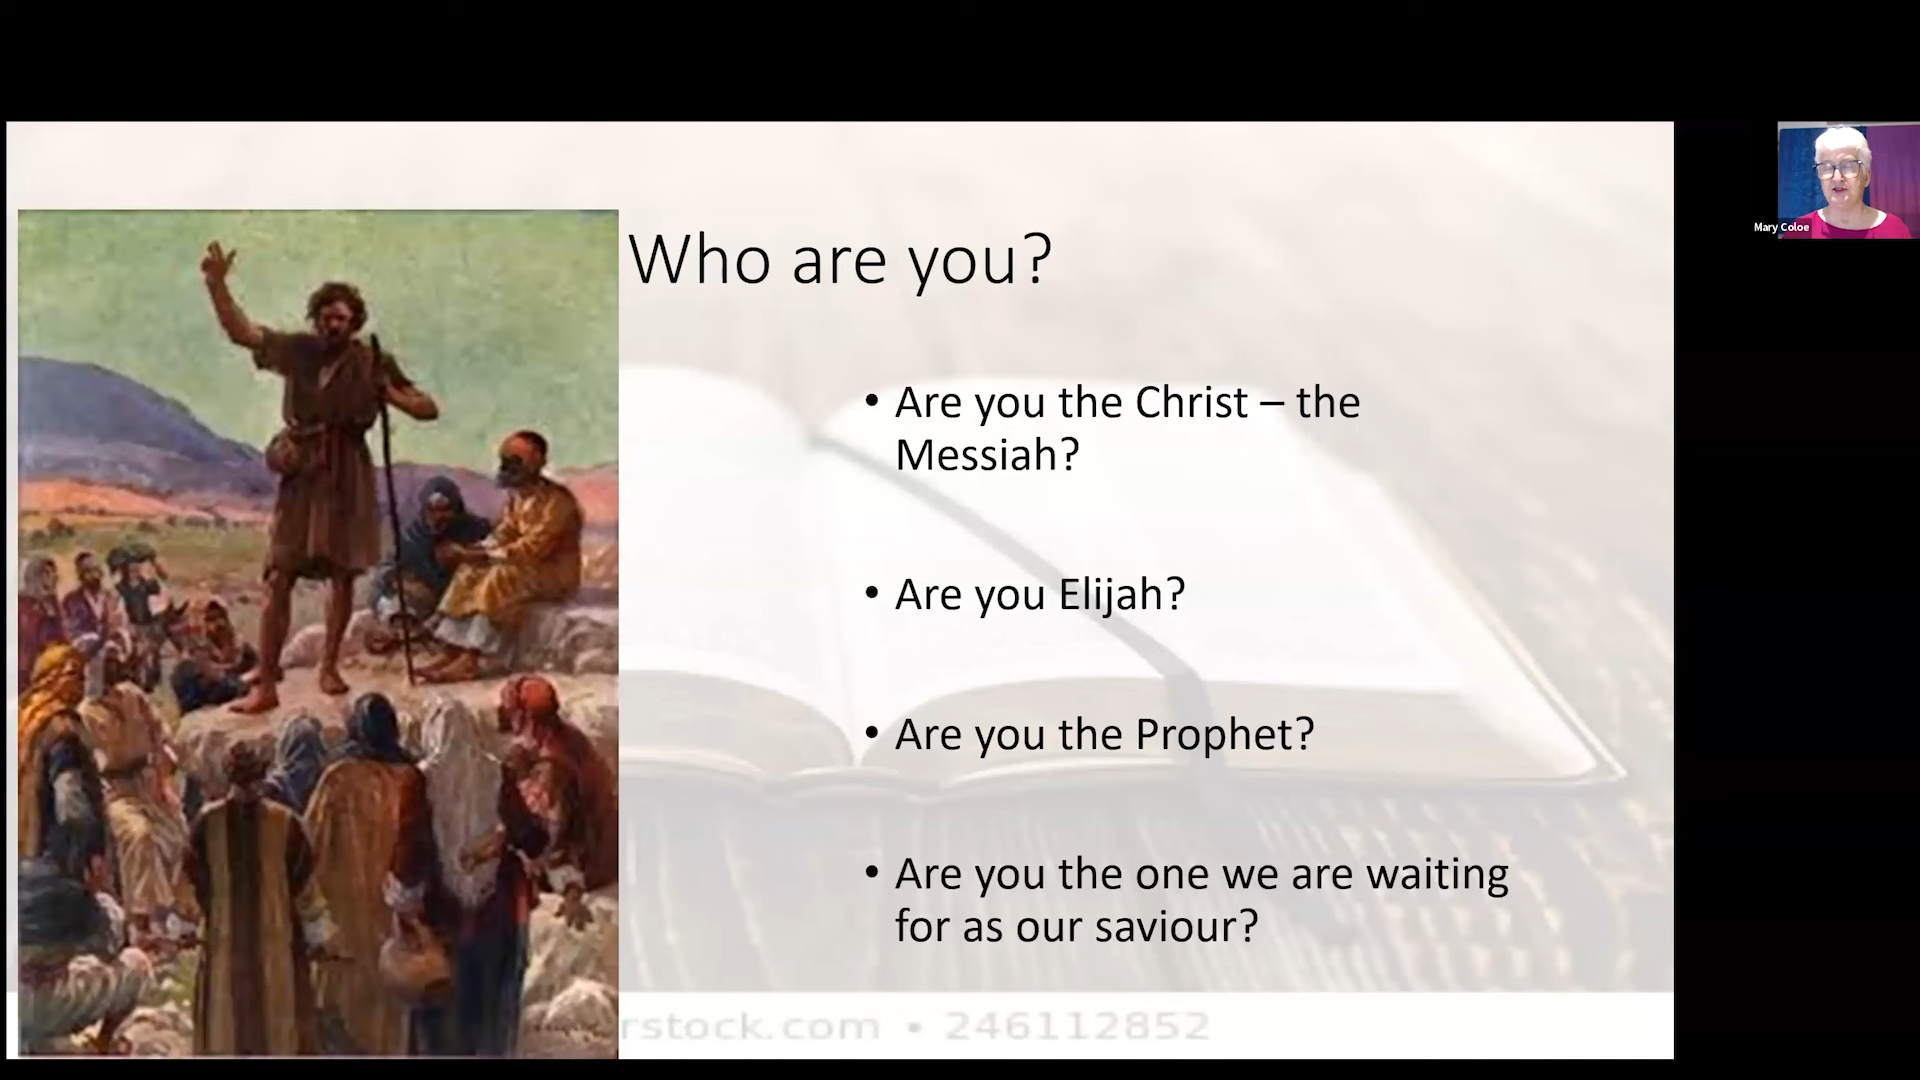 Mary Coloe
Who are you?
• Are you the Christ – the
Messiah?
• Are you Elijah?
• Are you the Prophet?
• Are you the one we are waiting
for as our saviour?
rstock.com • 246112852